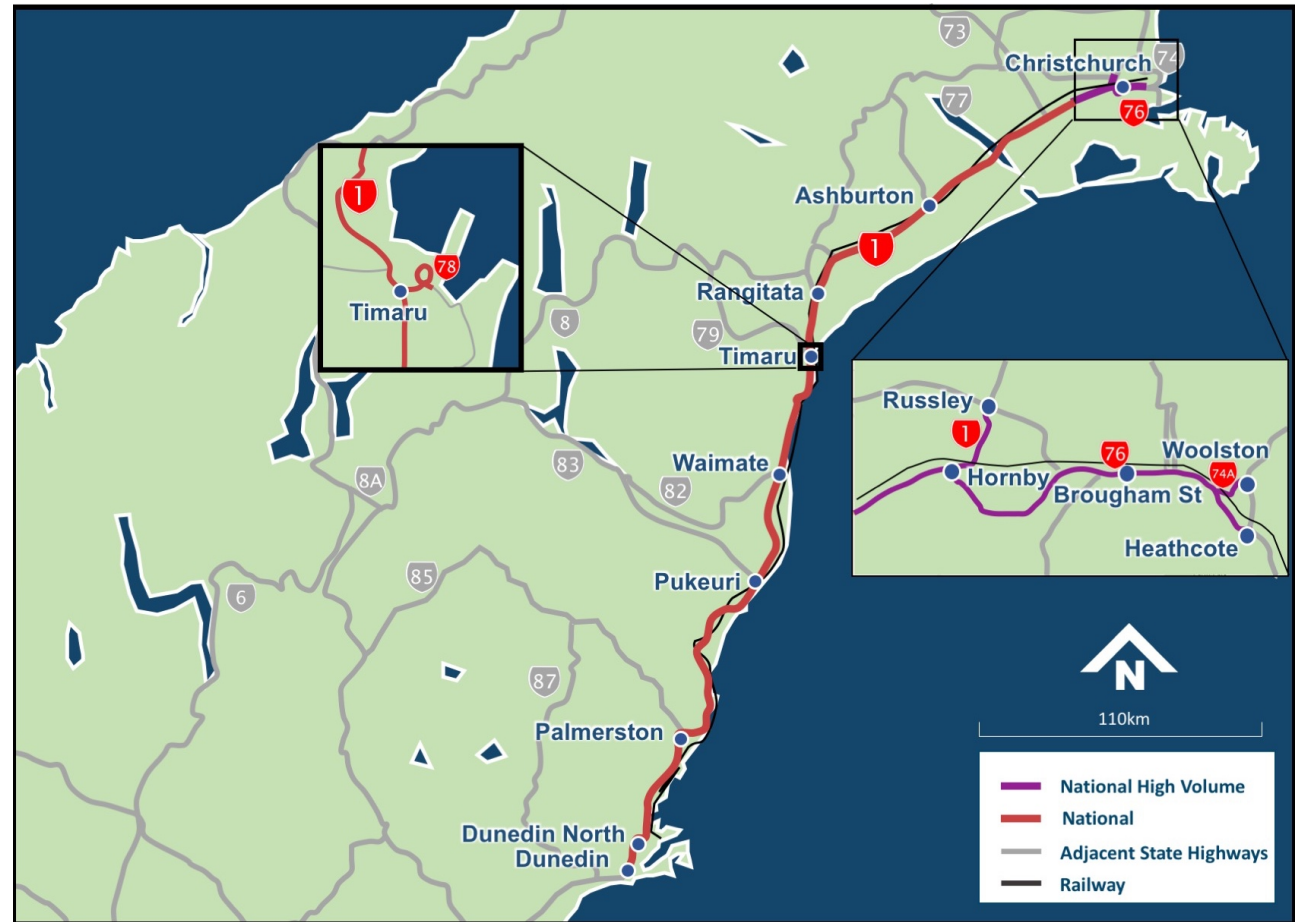 73
74
Christchurch
77
76
Ashburton
1
1
78
Timaru
Rangitata
8
79
Timaru
Russley
1
76
Woolston
Hornby
74A
Brougham St
Heathcote
Waimate
83
82
8A
Pukeuri
85
6
87
Palmerston
N
110km
Dunedin North
Dunedin
National High Volume
National
Adjacent State Highways
Railway